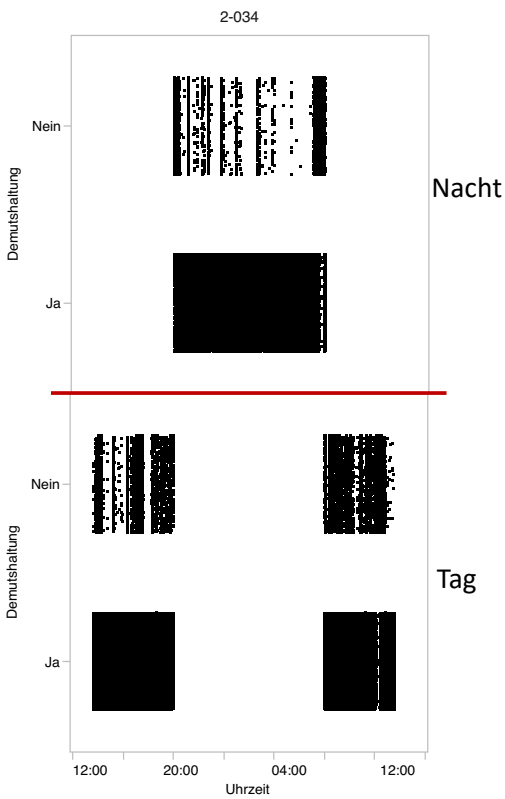 2-034
Nein
Demutshaltung
Ja
Nacht
Nein
Demutshaltung
Ja
Tag
12:00 20:00 04:00 12:00
Uhrzeit